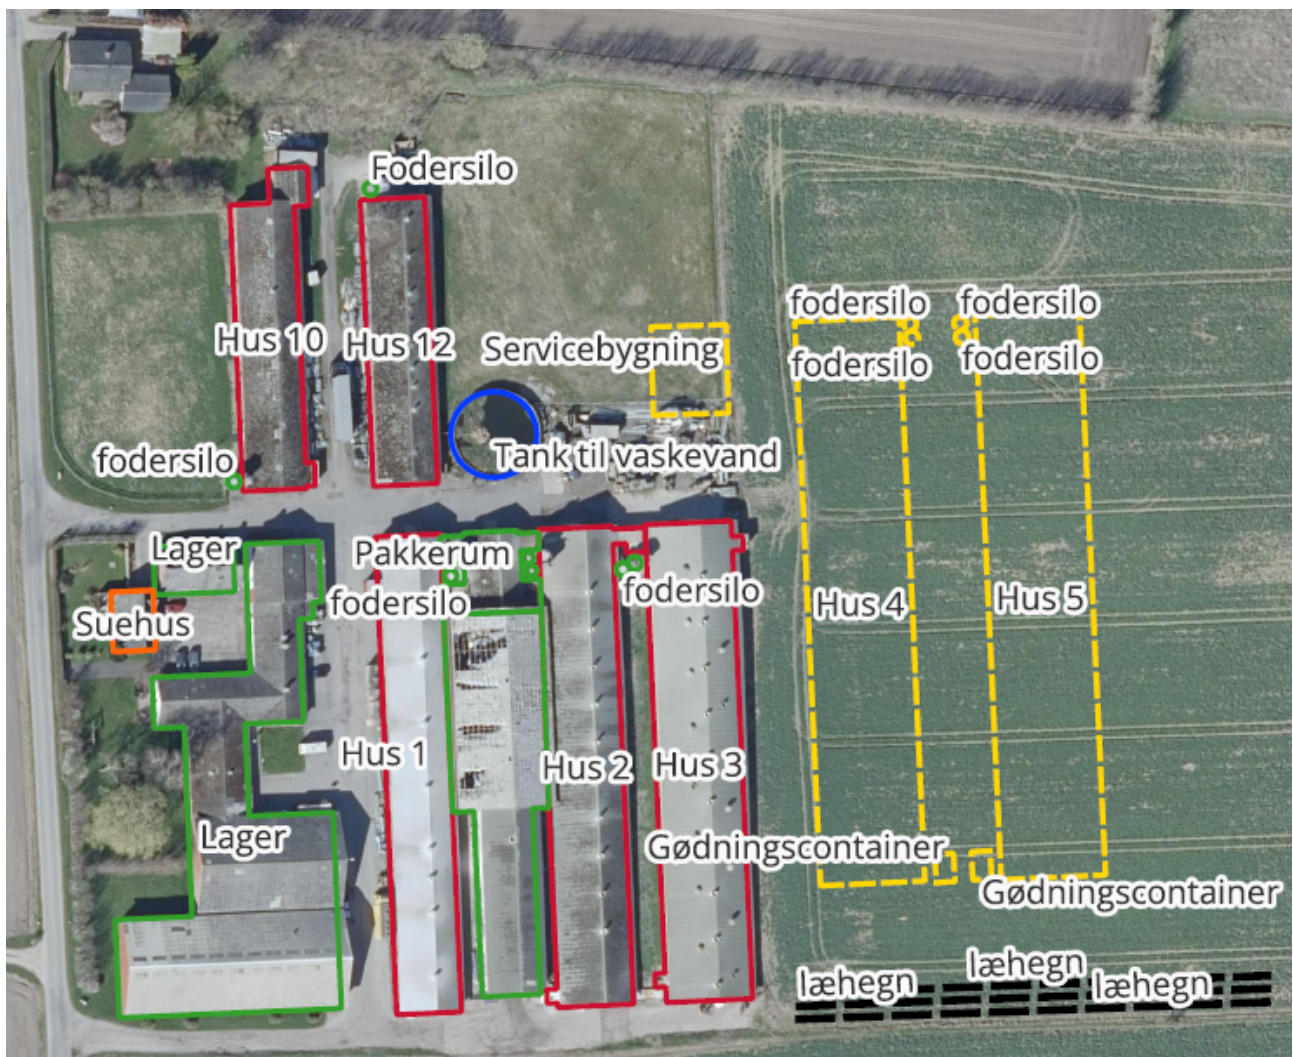 Fodersilo
fodersilo
fodersilo
Hus 10
Hus 12
Servicebygning
fodersilo
fodersilo
fodersilo
Tank til vaskevand
Lager
Pakkerum
fodersilo
fodersilo
Suehus
Hus 4
Hus 5
Hus 1
Hus 2
Hus 3
Lager
Gødningscontainer
Gødningscontainer
læhegn
læhegn
læhegn